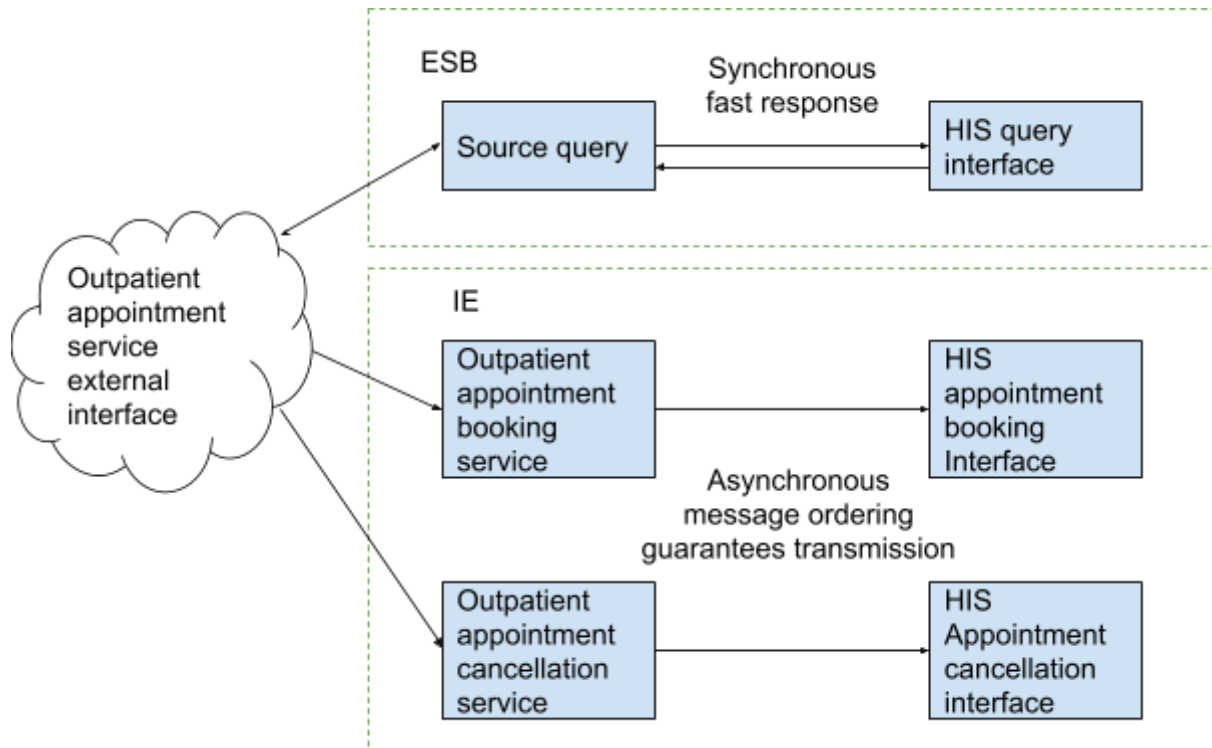 ESB
Synchronous
fast response
Source query
HIS query
interface
Outpatient
appointment
service
external
interface
IE
Outpatient
appointment
booking
service
HIS
appointment
booking
Interface
Asynchronous
message ordering
guarantees transmission
Outpatient
appointment
cancellation
service
HIS
Appointment
cancellation
interface